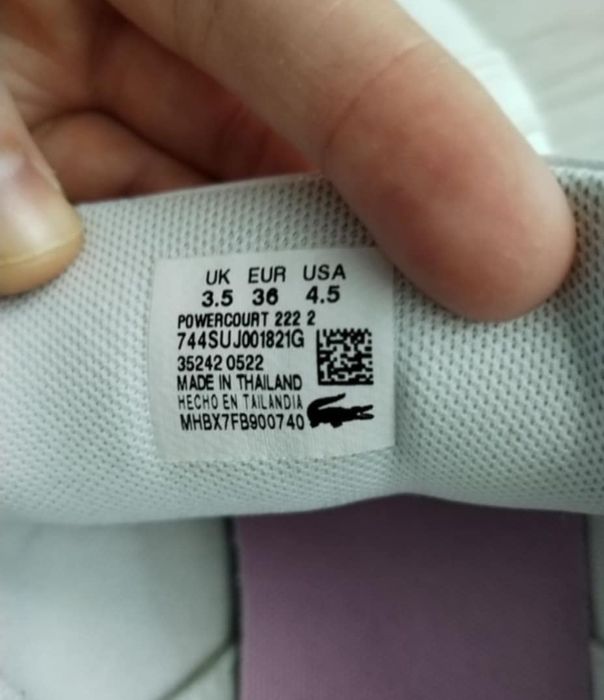 UK EUR USA
3.5 36 4.5
POWERCOURT 222 2
744SUJ001821G
35242 0522
MADE IN THAILAND
HECHO EN TAILANDIA
MHBX7FB900740